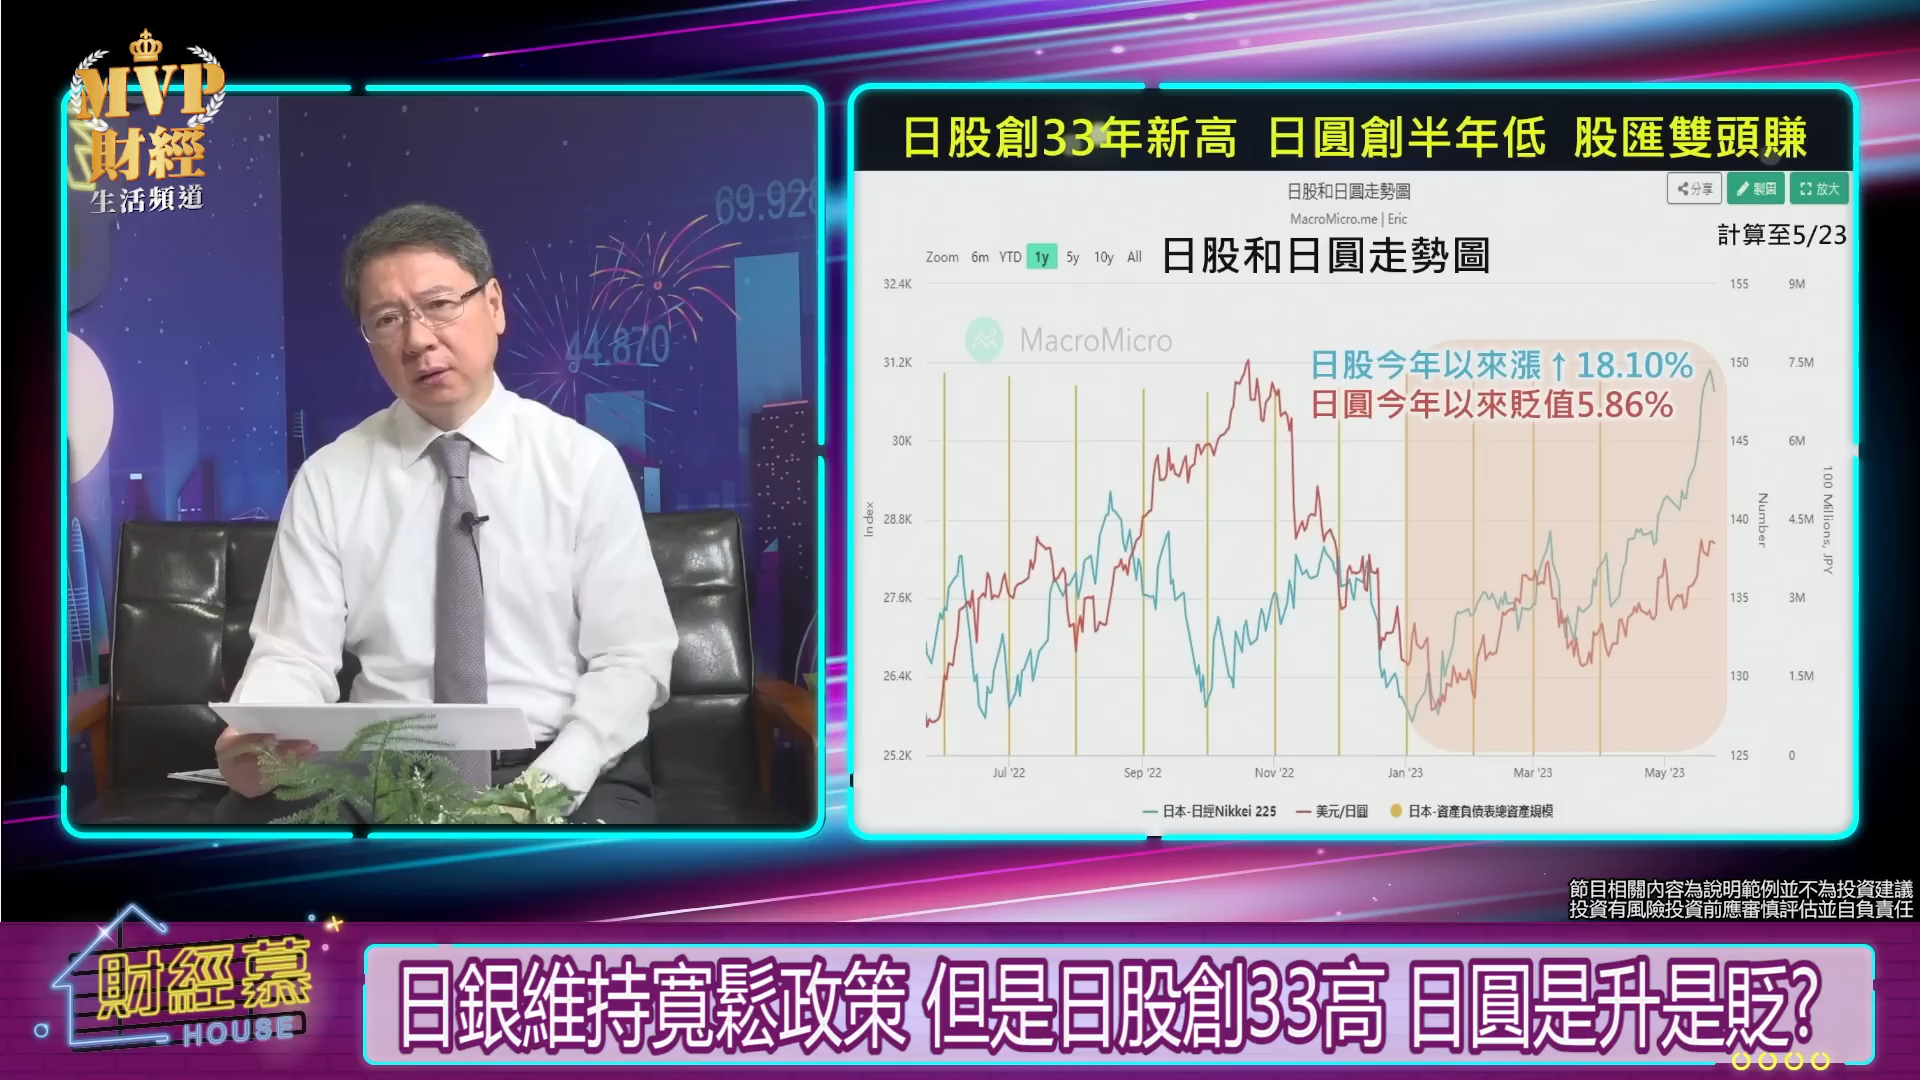 MVP
財經
生活頻道
69.928
44.870
日股創33年新高 日圓創半年低 股匯雙頭賺
日股和日圓走勢圖
MacroMicro.me | Eric
分享
製圖
放大
計算至5/23
Zoom 6m YTD 1y 5y 10y All
日股和日圓走勢圖
MacroMicro
日股今年以來漲↑18.10%
日圓今年以來貶值5.86%
32.4K
31.2K
30K
28.8K
27.6K
26.4K
25.2K
Index
155
150
145
140
135
130
125
Number
9M
7.5M
6M
4.5M
3M
1.5M
0
100 Millions, JPY
Jul '22 Sep '22 Nov '22 Jan '23 Mar '23 May '23
日本-日經Nikkei 225 美元/日圓 日本-資產負債表總資產規模
節目相關內容為說明範例並不為投資建議
投資有風險投資前應審慎評估並自負責任
財經慕
HOUSE
日銀維持寬鬆政策 但是日股創33高 日圓是升是貶?